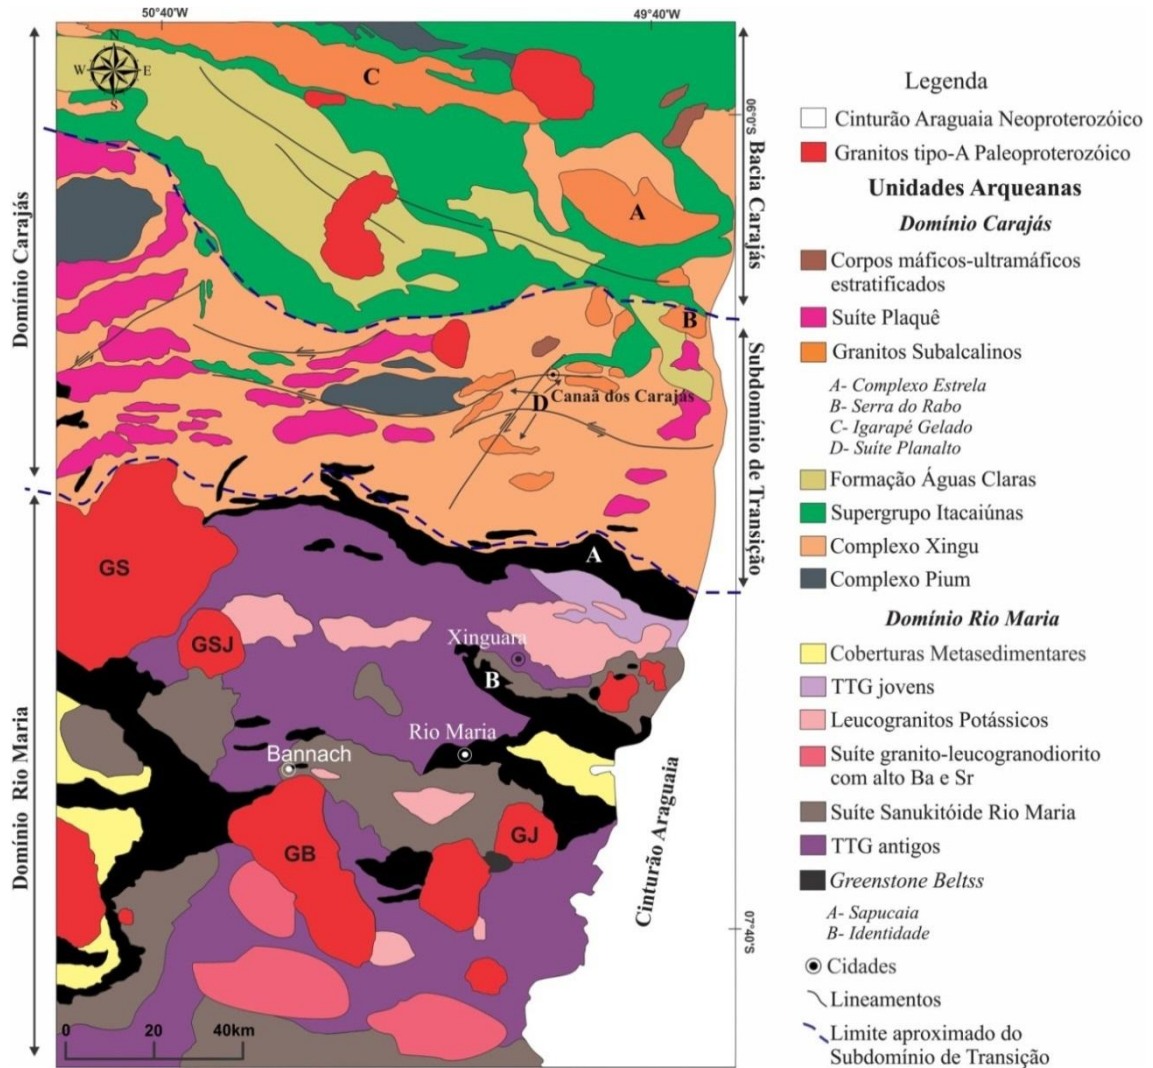 50°40'W
49°40'W
N
W
E
S
C
A
B
D
Canaã dos Carajás
Domínio Carajás
Domínio Rio Maria
06°0'S
Bacia Carajás
Subdomínio de Transição
07°40'S
GS
GSJ
A
Xinguara
B
Rio Maria
Bannach
GB
GJ
Cinturão Araguaia
0
20
40km
Legenda
Cinturão Araguaia Neoproterozóico
Granitos tipo-A Paleoproterozóico
Unidades Arqueanas
Domínio Carajás
Corpos máficos-ultramáficos
estratificados
Suíte Plaquê
Granitos Subalcalinos
A- Complexo Estrela
B- Serra do Rabo
C- Igarapé Gelado
D- Suíte Planalto
Formação Águas Claras
Supergrupo Itacaiúnas
Complexo Xingu
Complexo Pium
Domínio Rio Maria
Coberturas Metasedimentares
TTG jovens
Leucogranitos Potássicos
Suíte granito-leucogranodiorito
com alto Ba e Sr
Suíte Sanukitóide Rio Maria
TTG antigos
Greenstone Beltss
A- Sapucaia
B- Identidade
Cidades
Lineamentos
Limite aproximado do
Subdomínio de Transição